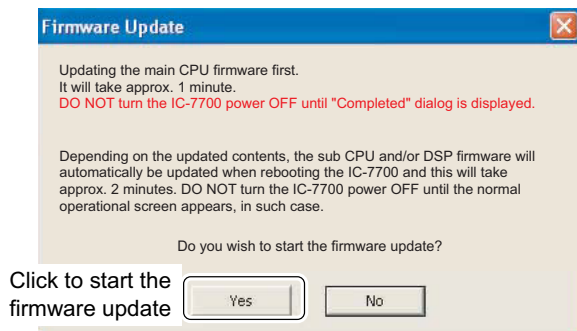 Firmware Update
Updating the main CPU firmware first.
It will take approx. 1 minute.
DO NOT turn the IC-7700 power OFF until "Completed" dialog is displayed.
Depending on the updated contents, the sub CPU and/or DSP firmware will
automatically be updated when rebooting the IC-7700 and this will take
approx. 2 minutes. DO NOT turn the IC-7700 power OFF until the normal
operational screen appears, in such case.
Do you wish to start the firmware update?
Click to start the
firmware update
Yes
No